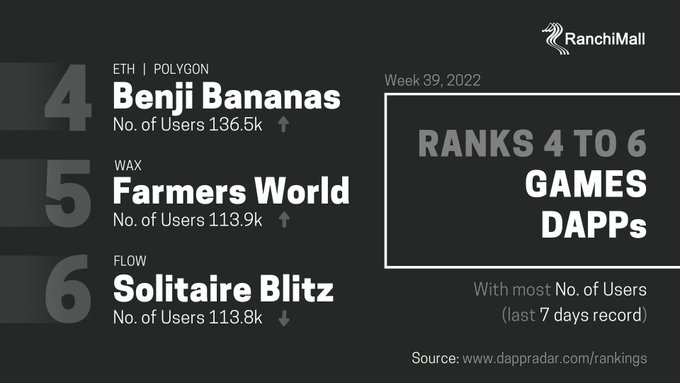 RanchiMall
Week 39, 2022
RANKS 4 TO 6
GAMES
DAPPs
With most No. of Users
(last 7 days record)
4
ETH | POLYGON
Benji Bananas
No. of Users 136.5k ↑
5
WAX
Farmers World
No. of Users 113.9k ↑
6
FLOW
Solitaire Blitz
No. of Users 113.8k ↓
Source: www.dappradar.com/rankings